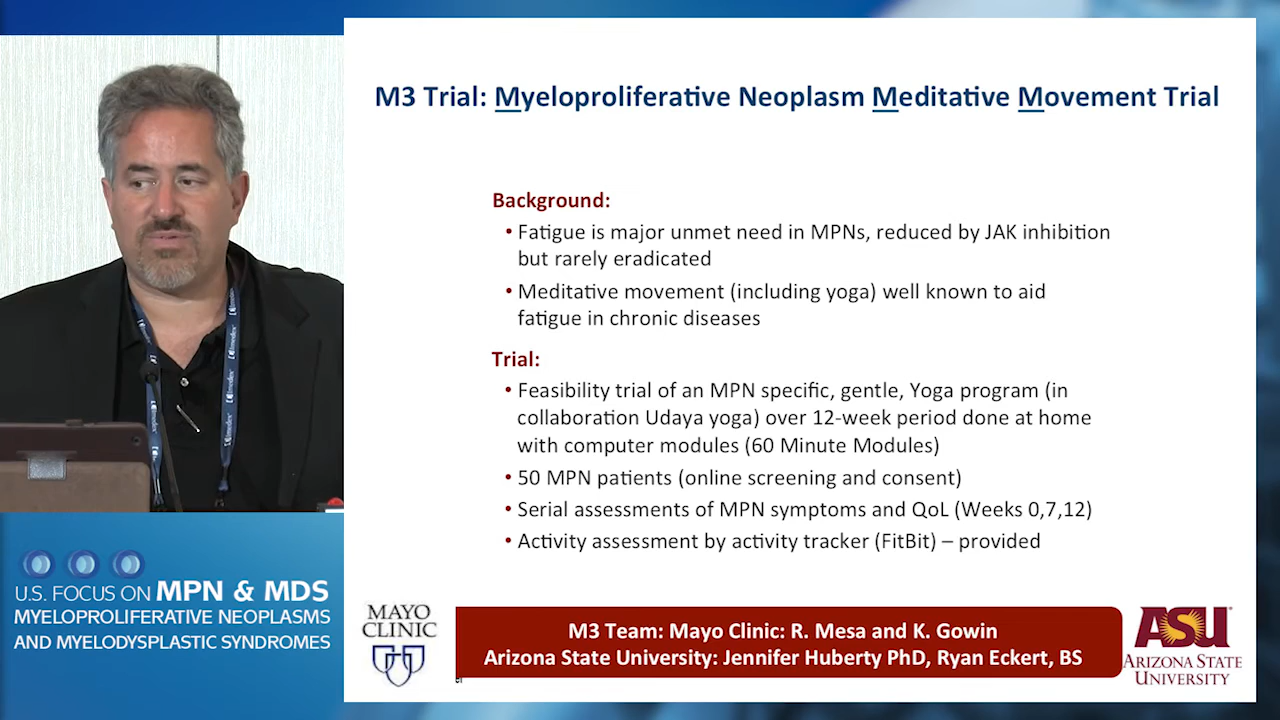 M3 Trial: Myeloproliferative Neoplasm Meditative Movement Trial
Background:
• Fatigue is major unmet need in MPNs, reduced by JAK inhibition
but rarely eradicated
• Meditative movement (including yoga) well known to aid
fatigue in chronic diseases
Trial:
• Feasibility trial of an MPN specific, gentle, Yoga program (in
collaboration Udaya yoga) over 12-week period done at home
with computer modules (60 Minute Modules)
• 50 MPN patients (online screening and consent)
• Serial assessments of MPN symptoms and QoL (Weeks 0,7,12)
• Activity assessment by activity tracker (FitBit) – provided
MAYO
CLINIC
M3 Team: Mayo Clinic: R. Mesa and K. Gowin
Arizona State University: Jennifer Huberty PhD, Ryan Eckert, BS
ASU
ARIZONA STATE
UNIVERSITY
U.S. FOCUS ON MPN & MDS
MYELOPROLIFERATIVE NEOPLASMS
AND MYELODYSPLASTIC SYNDROMES
imedex
imedex